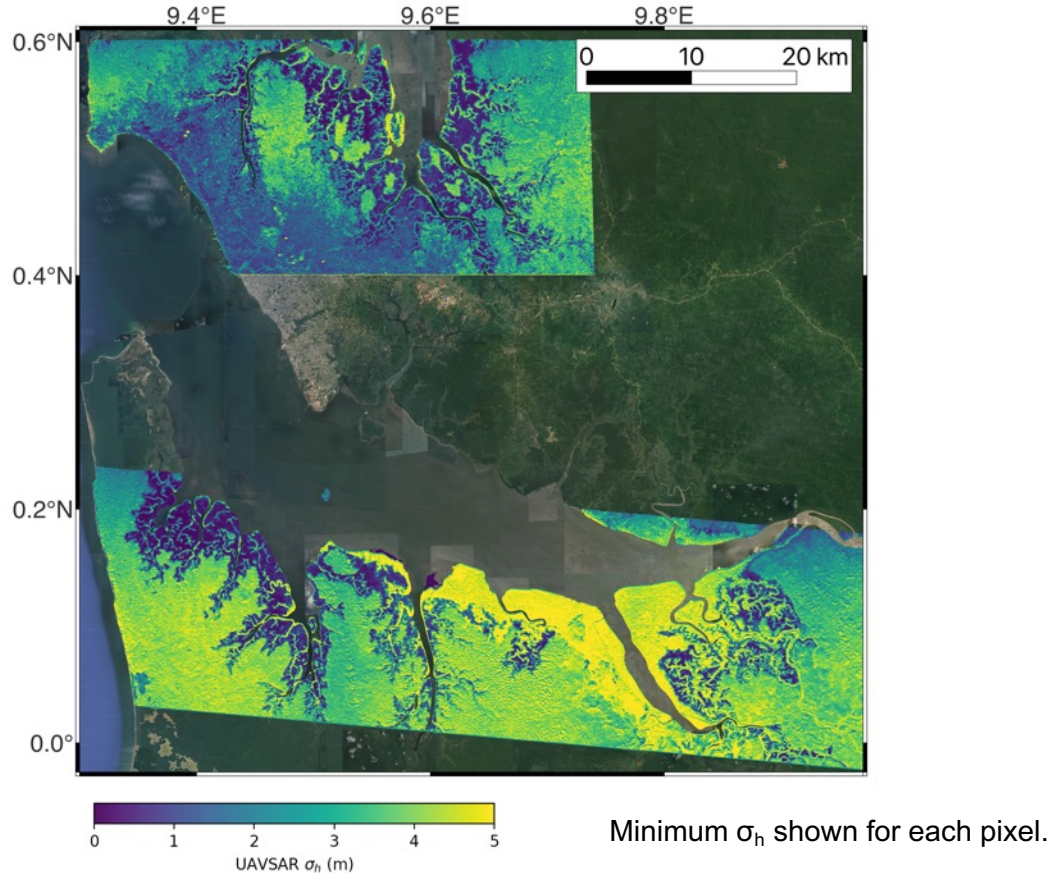 9.4°E 9.6°E 9.8°E
0.6°N
0 10 20 km
0.4°N
0.2°N
0.0°
0 1 2 3 4 5
UAVSAR σh (m)
Minimum σh shown for each pixel.